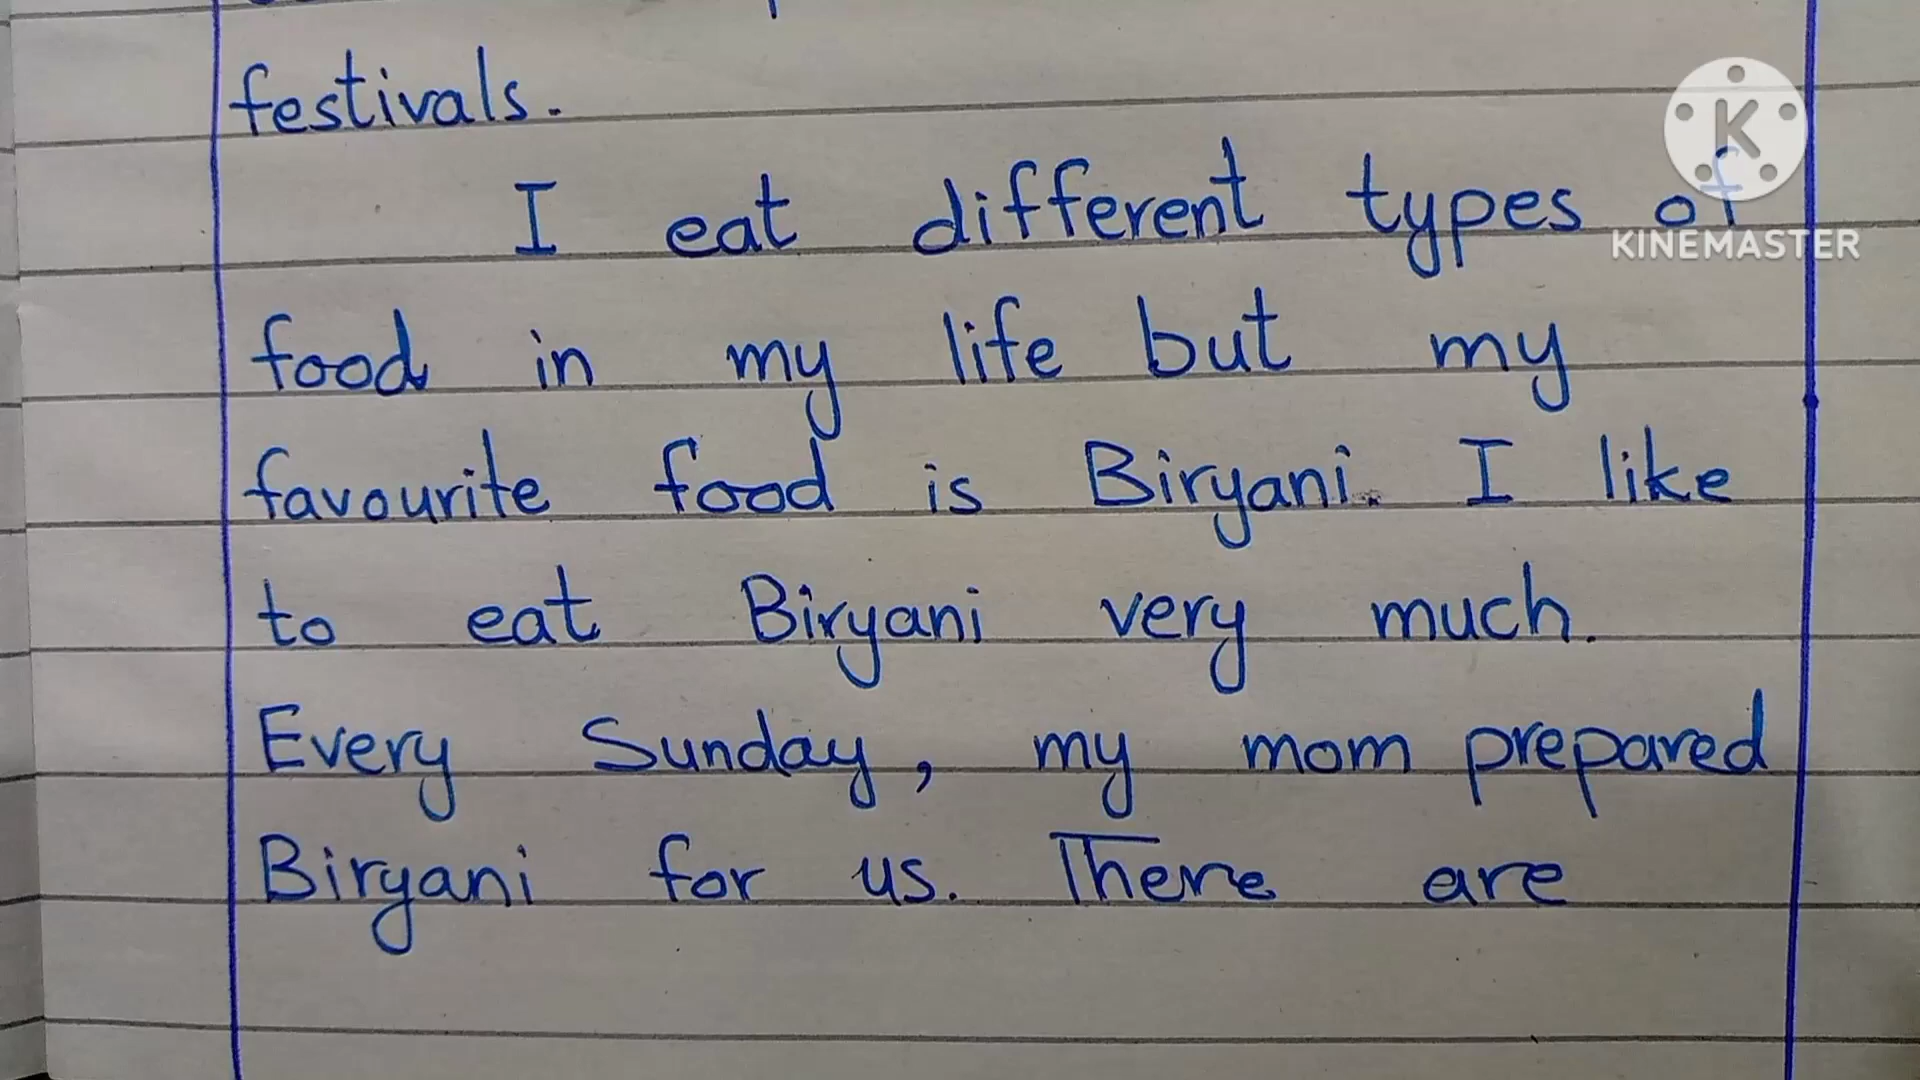 festivals.
I eat different types of
food in my life but my
favourite food is Biryani. I like
to eat Biryani very much.
Every Sunday, my mom prepared
Biryani for us. There are
K
KINEMASTER